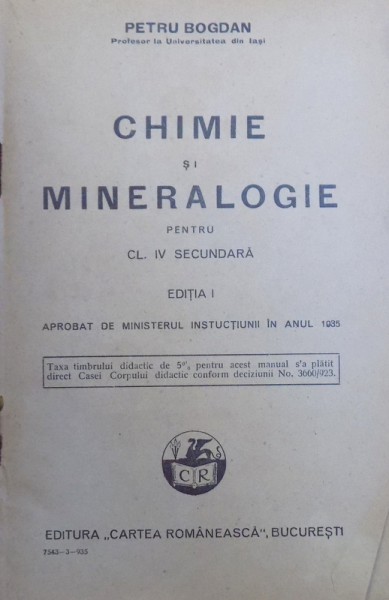 PETRU BOGDAN
Profesor la Universitatea din Iași
CHIMIE
ȘI
MINERALOGIE
PENTRU
CL. IV SECUNDARĂ
EDIȚIA I
APROBAT DE MINISTERUL INSTUCȚIUNII ÎN ANUL 1935
Taxa timbrului didactic de 5% pentru acest manual s'a plătit
direct Casei Corpului didactic conform deciziunii No. 3660/923.
CR
EDITURA „CARTEA ROMÂNEASCĂ", BUCUREȘTI
7563-3-935